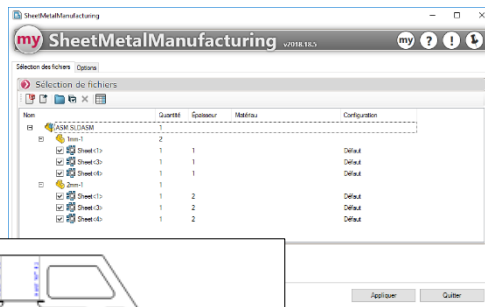 SheetMetalManufacturing
my SheetMetalManufacturing v2018.18.5 my ? !
Sélection des fichiers Options
Sélection de fichiers
Nom Quantité Épaisseur Matériau Configuration
ASM.SLDASM 1
1mm-1 2
Sheet<1> 1 1 Défaut
Sheet<3> 1 1 Défaut
Sheet<4> 1 1 Défaut
2mm-1 1
Sheet<1> 1 2 Défaut
Sheet<3> 1 2 Défaut
Sheet<4> 1 2 Défaut
Appliquer Quitter